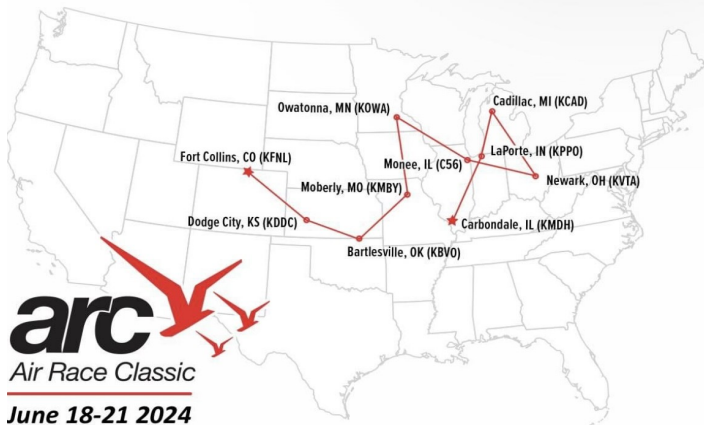 Cadillac, MI (KCAD)
Owatonna, MN (KOWA)
LaPorte, IN (KPPO)
Fort Collins, CO (KFNL)
Monee, IL (C56)
Newark, OH (KVTA)
Moberly, MO (KMBY)
Dodge City, KS (KDDC)
Carbondale, IL (KMDH)
Bartlesville, OK (KBVO)
arc
Air Race Classic
June 18-21 2024